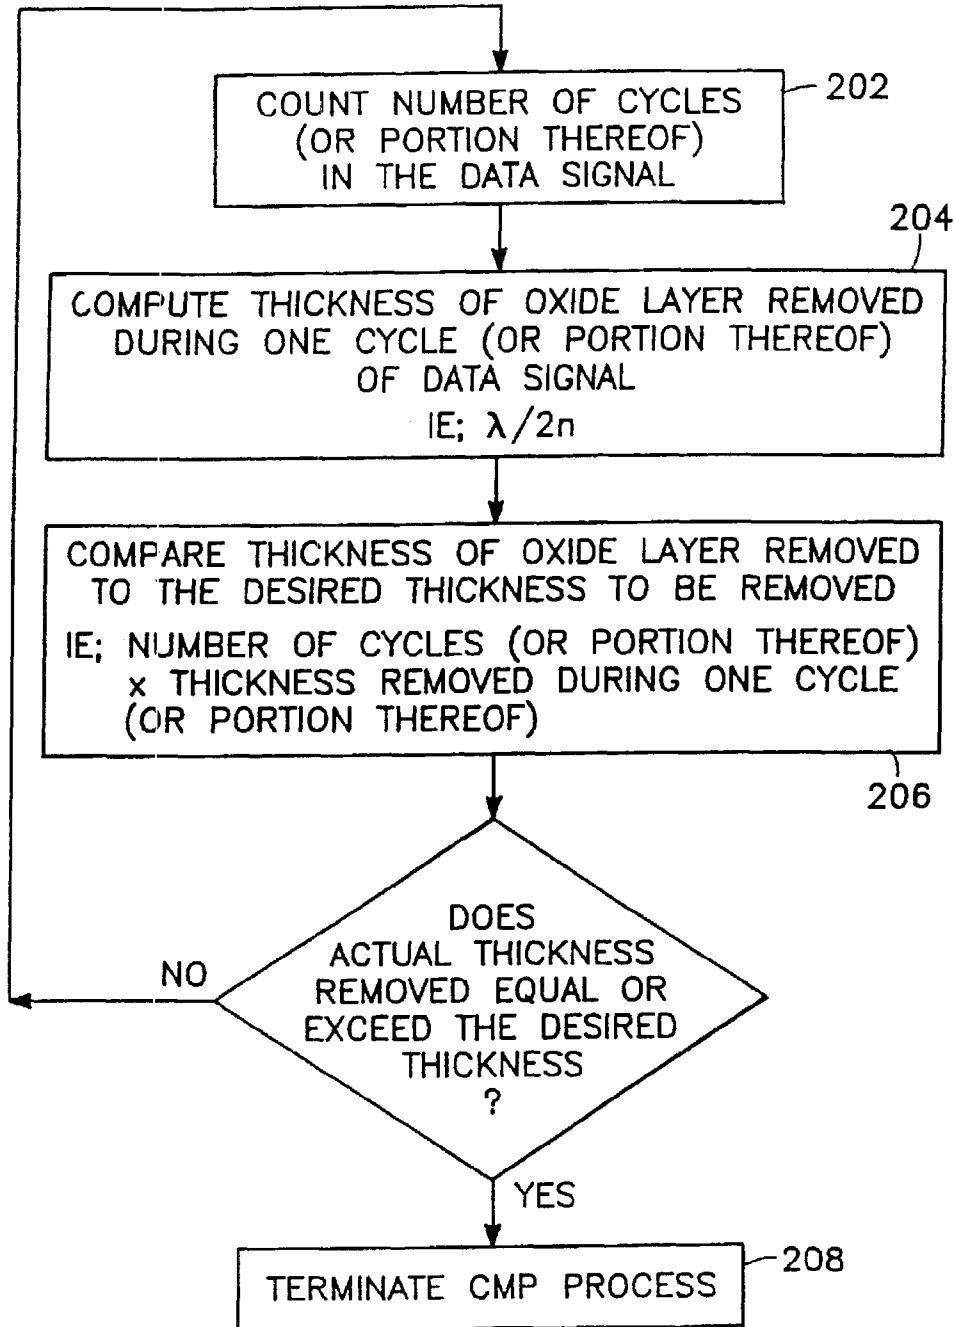 COUNT NUMBER OF CYCLES
(OR PORTION THEREOF)
IN THE DATA SIGNAL
202
204
COMPUTE THICKNESS OF OXIDE LAYER REMOVED
DURING ONE CYCLE (OR PORTION THEREOF)
OF DATA SIGNAL
IE; λ/2n
COMPARE THICKNESS OF OXIDE LAYER REMOVED
TO THE DESIRED THICKNESS TO BE REMOVED
IE; NUMBER OF CYCLES (OR PORTION THEREOF)
x THICKNESS REMOVED DURING ONE CYCLE
(OR PORTION THEREOF)
206
DOES
ACTUAL THICKNESS
REMOVED EQUAL OR
EXCEED THE DESIRED
THICKNESS
?
NO
YES
TERMINATE CMP PROCESS
208